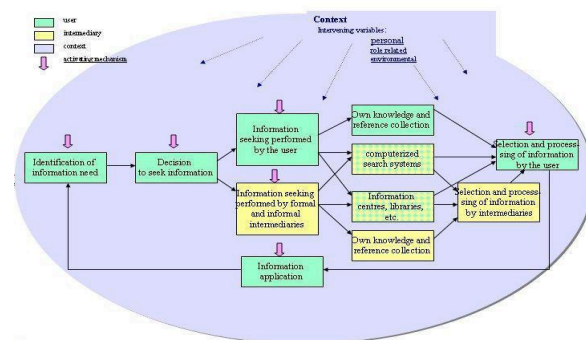 user
intermediary
context
activating mechanism
Context
Intervening variables:
personal
role related
environmental
Identification of
information need
Decision
to seek information
Information
seeking performed
by the user
Information seeking
performed by formal
and informal
intermediaries
Own knowledge and
reference collection
computerized
search systems
Information
centres, libraries,
etc.
Own knowledge and
reference collection
Selection and proces-
sing of information
by the user
Selection and process-
sing of information
by intermediaries
Information
application